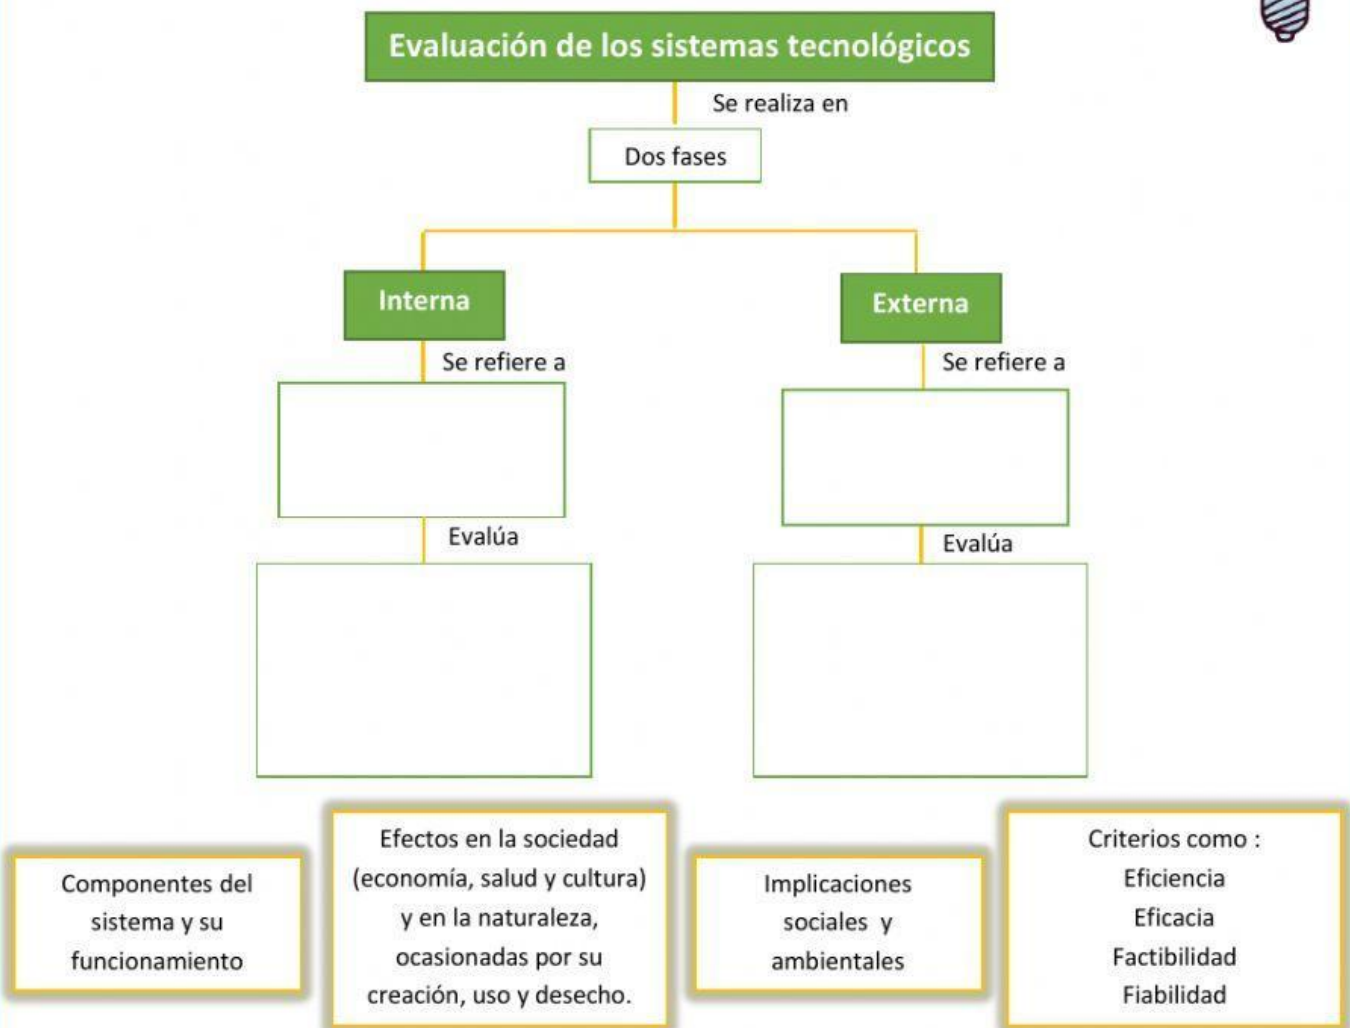 Evaluación de los sistemas tecnológicos
Se realiza en
Dos fases
Interna
Externa
Se refiere a
Se refiere a
Evalúa
Evalúa
Componentes del
sistema y su
funcionamiento
Efectos en la sociedad
(economía, salud y cultura)
y en la naturaleza,
ocasionadas por su
creación, uso y desecho.
Implicaciones
sociales y
ambientales
Criterios como :
Eficiencia
Eficacia
Factibilidad
Fiabilidad